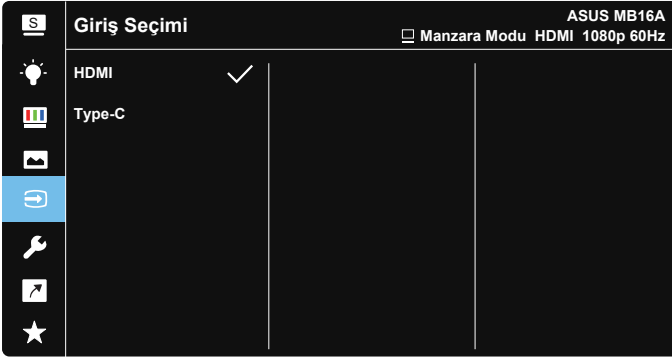 S
Giriş Seçimi
ASUS MB16A
Manzara Modu HDMI 1080p 60Hz
HDMI
Type-C